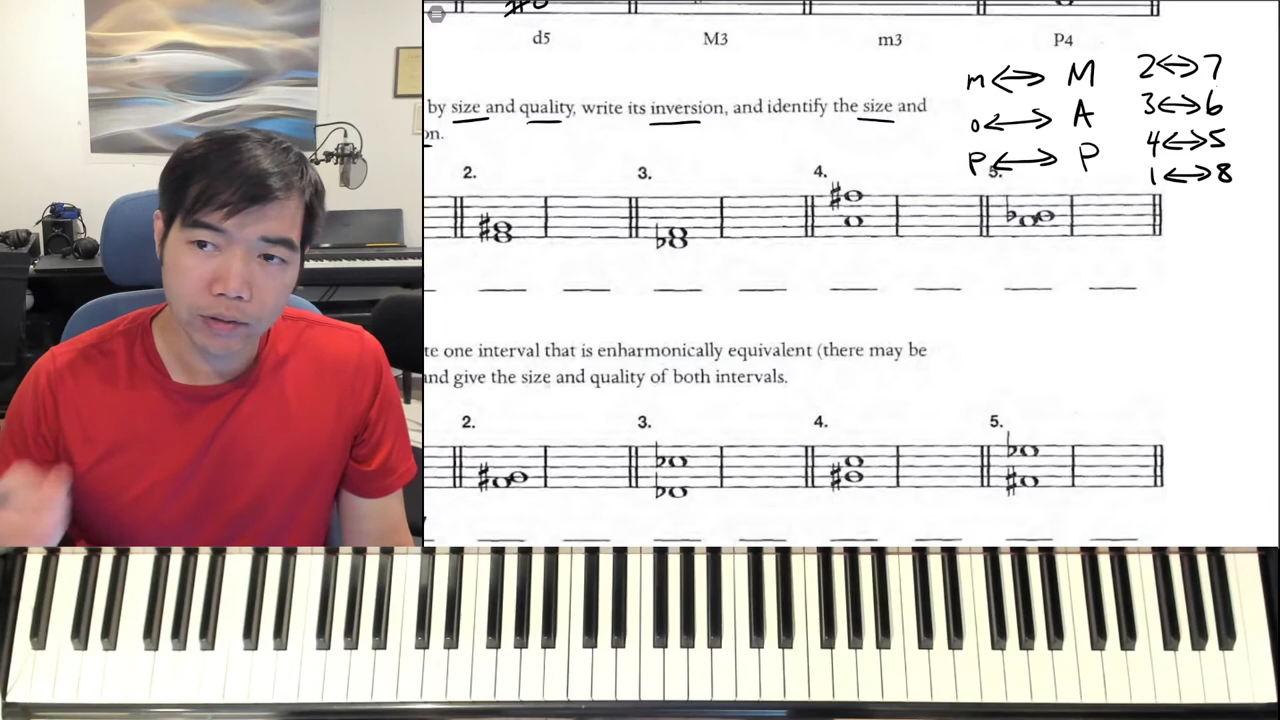 d5 M3 m3 P4
m ↔ M 2 ↔ 7
by size and quality, write its inversion, and identify the size and
o ↔ A 3 ↔ 6
on.
P ↔ P 4 ↔ 5
2. 3. 4. 5.
1 ↔ 8
te one interval that is enharmonically equivalent (there may be
and give the size and quality of both intervals.
2. 3. 4. 5.